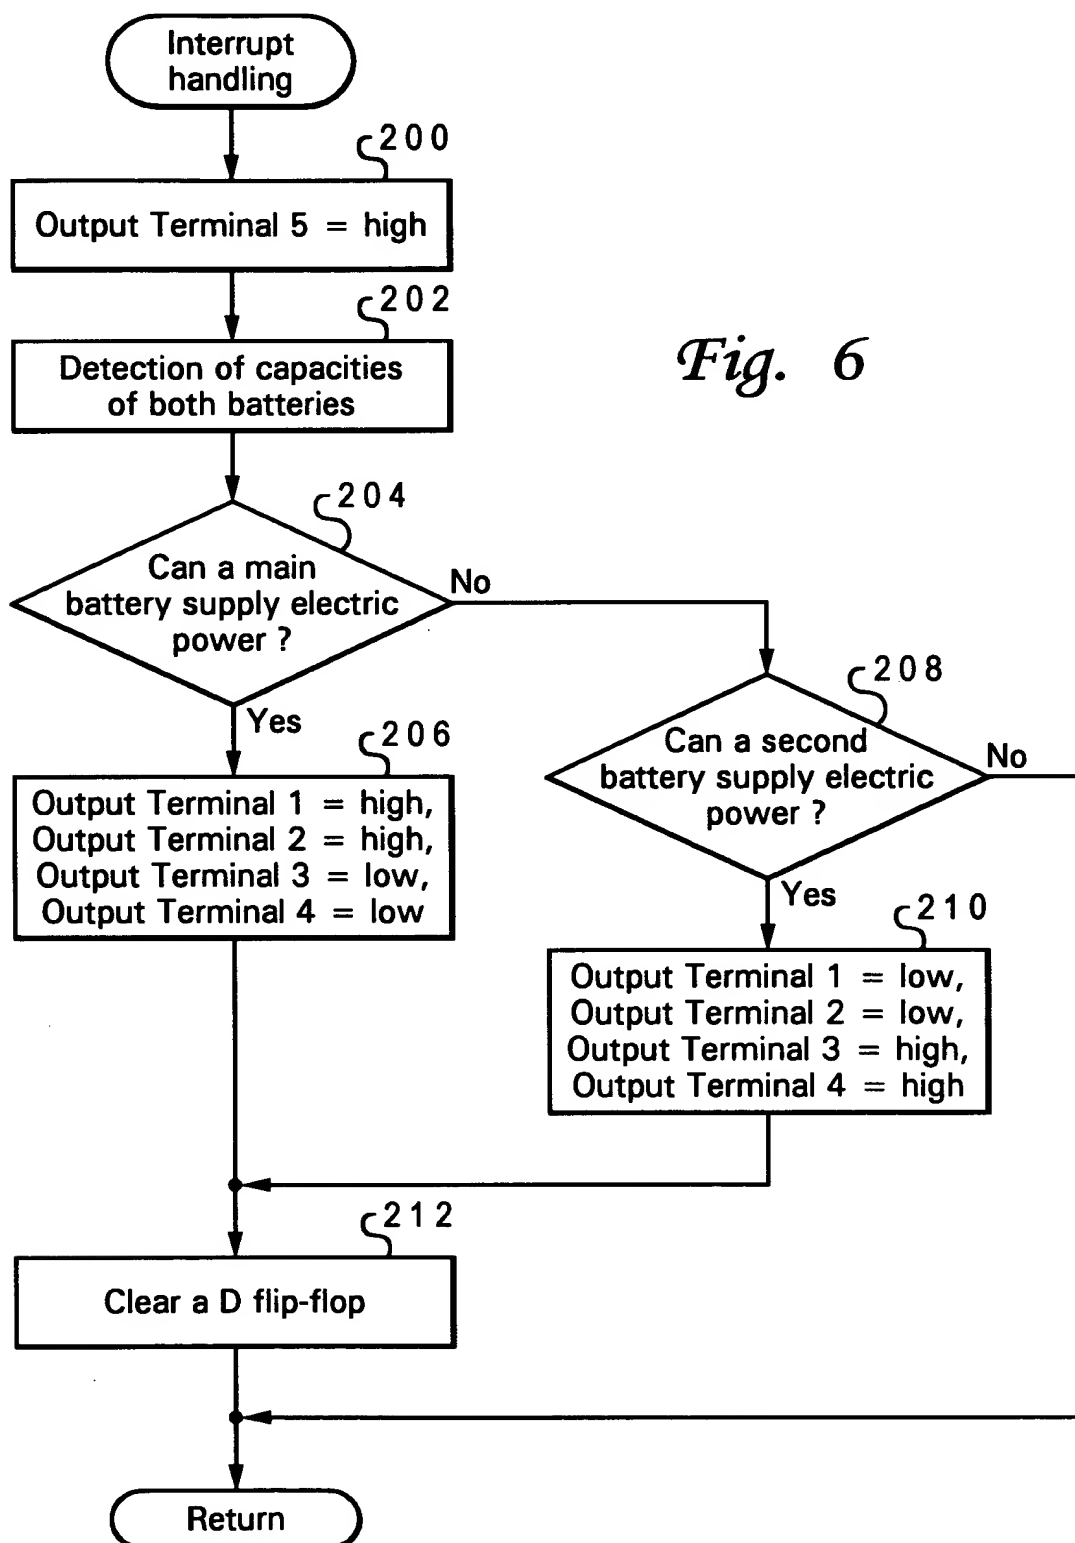 Interrupt
handling
200
Output Terminal 5 = high
202
Detection of capacities
of both batteries
Fig. 6
204
Can a main
battery supply electric
power ?
No
Yes
208
Can a second
battery supply electric
power ?
No
Yes
206
Output Terminal 1 = high,
Output Terminal 2 = high,
Output Terminal 3 = low,
Output Terminal 4 = low
210
Output Terminal 1 = low,
Output Terminal 2 = low,
Output Terminal 3 = high,
Output Terminal 4 = high
212
Clear a D flip-flop
Return